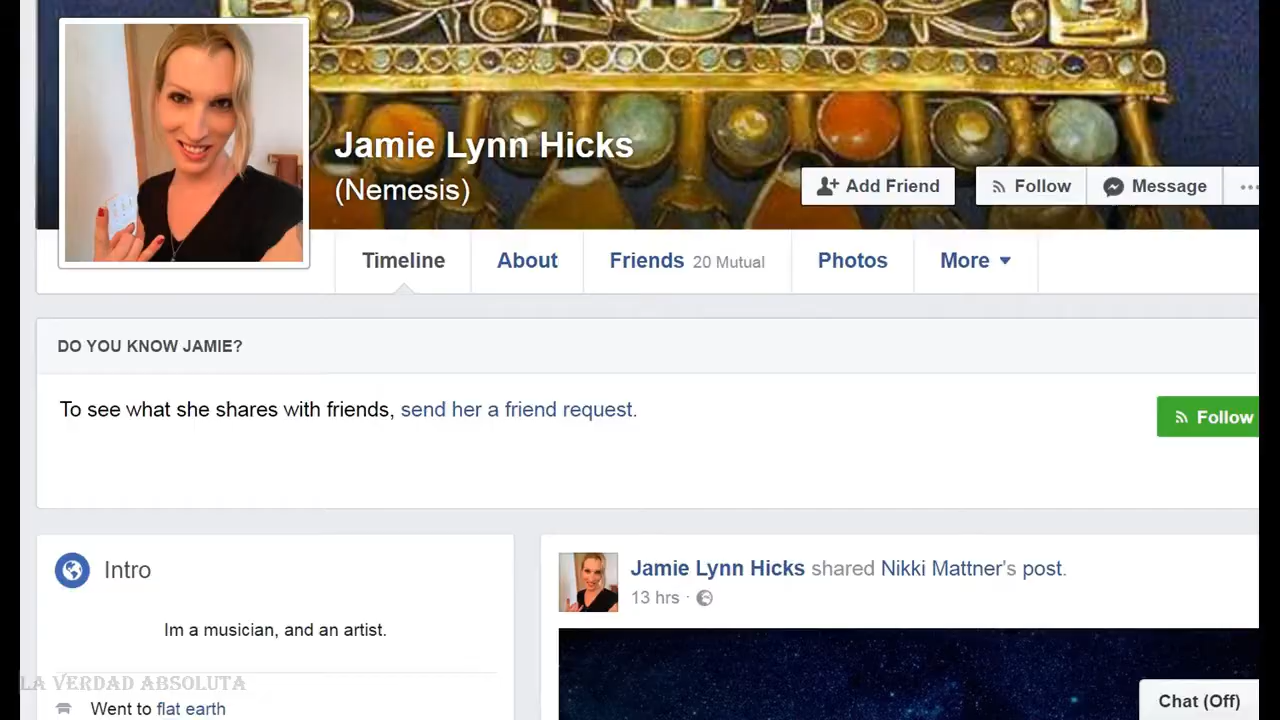 Jamie Lynn Hicks
(Nemesis)
Add Friend
Follow
Message
Timeline
About
Friends 20 Mutual
Photos
More
DO YOU KNOW JAMIE?
To see what she shares with friends, send her a friend request.
Follow
Intro
Jamie Lynn Hicks shared Nikki Mattner's post.
13 hrs ·
Im a musician, and an artist.
LA VERDAD ABSOLUTA
Went to flat earth
Chat (Off)